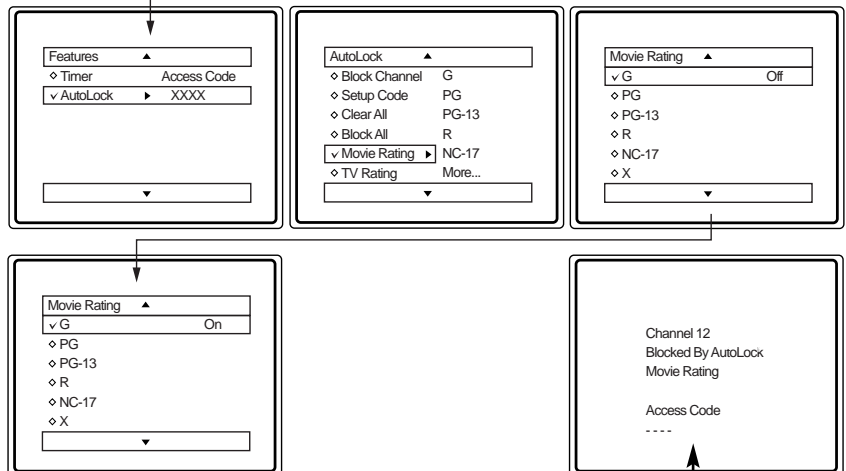 Features
Timer Access Code
AutoLock XXXX
AutoLock
Block Channel G
Setup Code PG
Clear All PG-13
Block All R
Movie Rating NC-17
TV Rating More...
Movie Rating
G Off
PG
PG-13
R
NC-17
X
Movie Rating
G On
PG
PG-13
R
NC-17
X
Channel 12
Blocked By AutoLock
Movie Rating
Access Code
- - - -